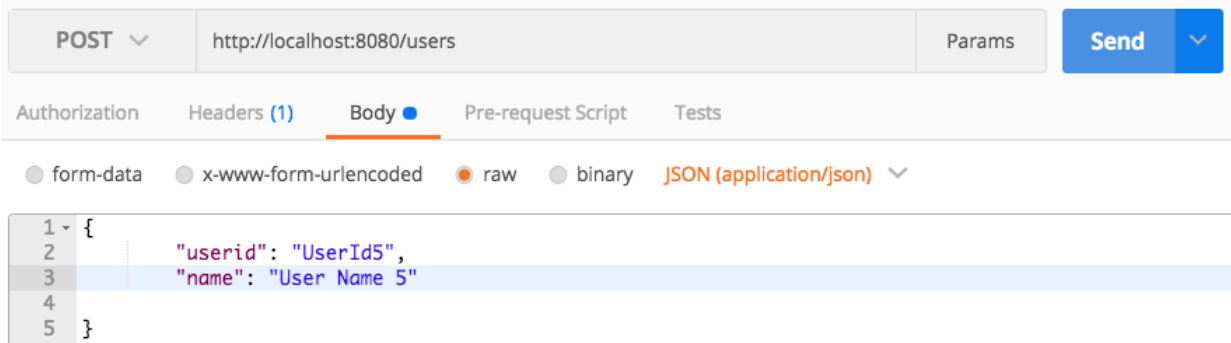 POST http://localhost:8080/users Params Send
Authorization Headers (1) Body Pre-request Script Tests
form-data x-www-form-urlencoded raw binary JSON (application/json)
1 {
2 "userid": "UserId5",
3 "name": "User Name 5"
4
5 }